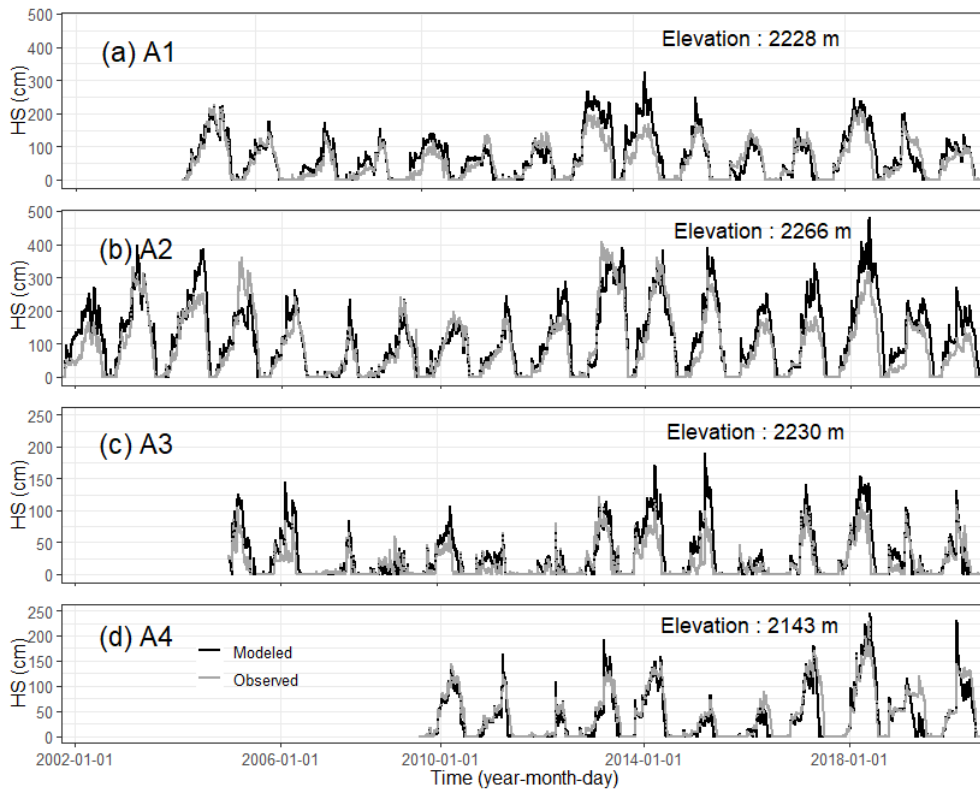 500
400
300
200
100
0
HS (cm)
(a) A1
Elevation : 2228 m
500
400
300
200
100
0
HS (cm)
(b) A2
Elevation : 2266 m
250
200
150
100
50
0
HS (cm)
(c) A3
Elevation : 2230 m
250
200
150
100
50
0
HS (cm)
(d) A4
Elevation : 2143 m
Modeled
Observed
2002-01-01 2006-01-01 2010-01-01 2014-01-01 2018-01-01
Time (year-month-day)